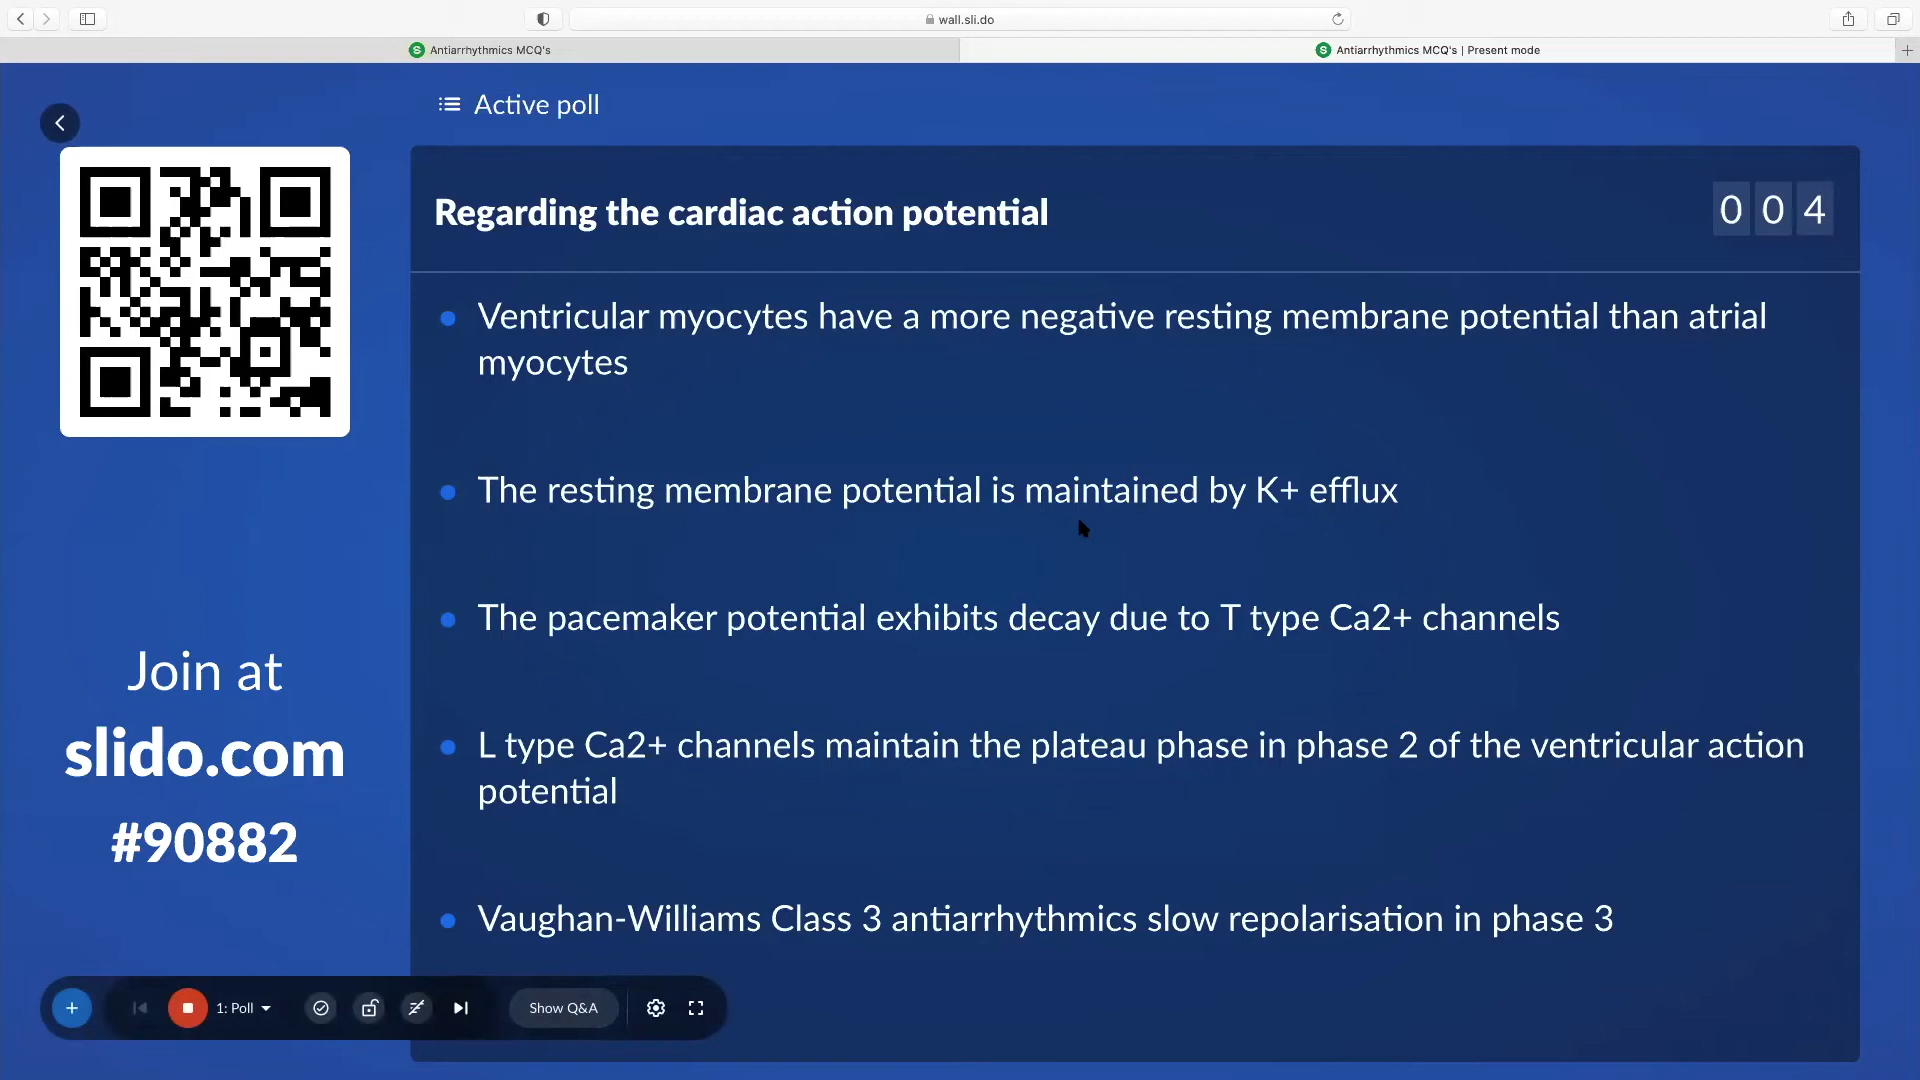 wall.sli.do
Antiarrhythmics MCQ's
Antiarrhythmics MCQ's | Present mode
Active poll
Regarding the cardiac action potential
004
Ventricular myocytes have a more negative resting membrane potential than atrial
myocytes
The resting membrane potential is maintained by K+ efflux
The pacemaker potential exhibits decay due to T type Ca2+ channels
L type Ca2+ channels maintain the plateau phase in phase 2 of the ventricular action
potential
Vaughan-Williams Class 3 antiarrhythmics slow repolarisation in phase 3
Join at
slido.com
#90882
1: Poll
Show Q&A